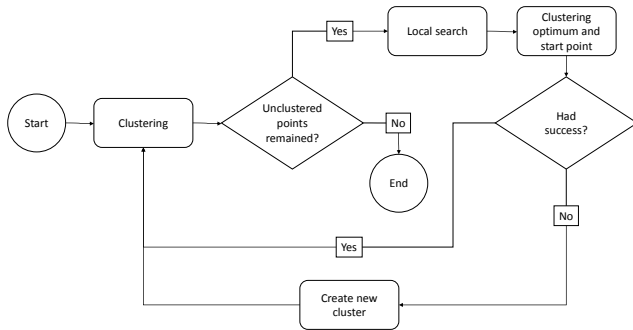 Yes
Local search
Clustering
optimum and
start point
Start
Clustering
Unclustered
points
remained?
No
Had
success?
End
No
Yes
Create new
cluster